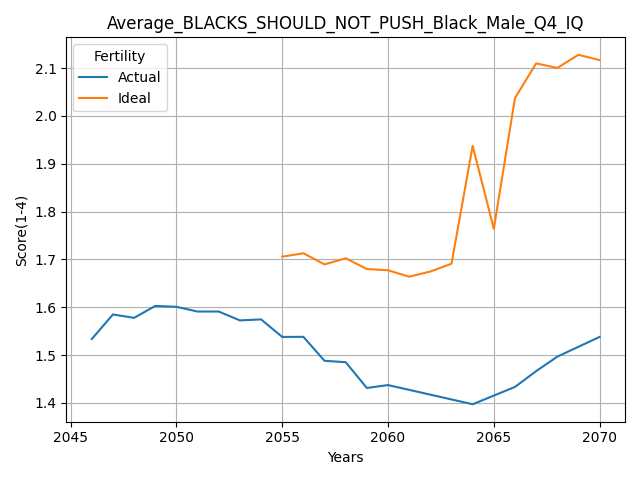 Average_BLACKS_SHOULD_NOT_PUSH_Black_Male_Q4_IQ
Fertility
Actual
Ideal
Score(1-4)
2.1
2.0
1.9
1.8
1.7
1.6
1.5
1.4
2045 2050 2055 2060 2065 2070
Years